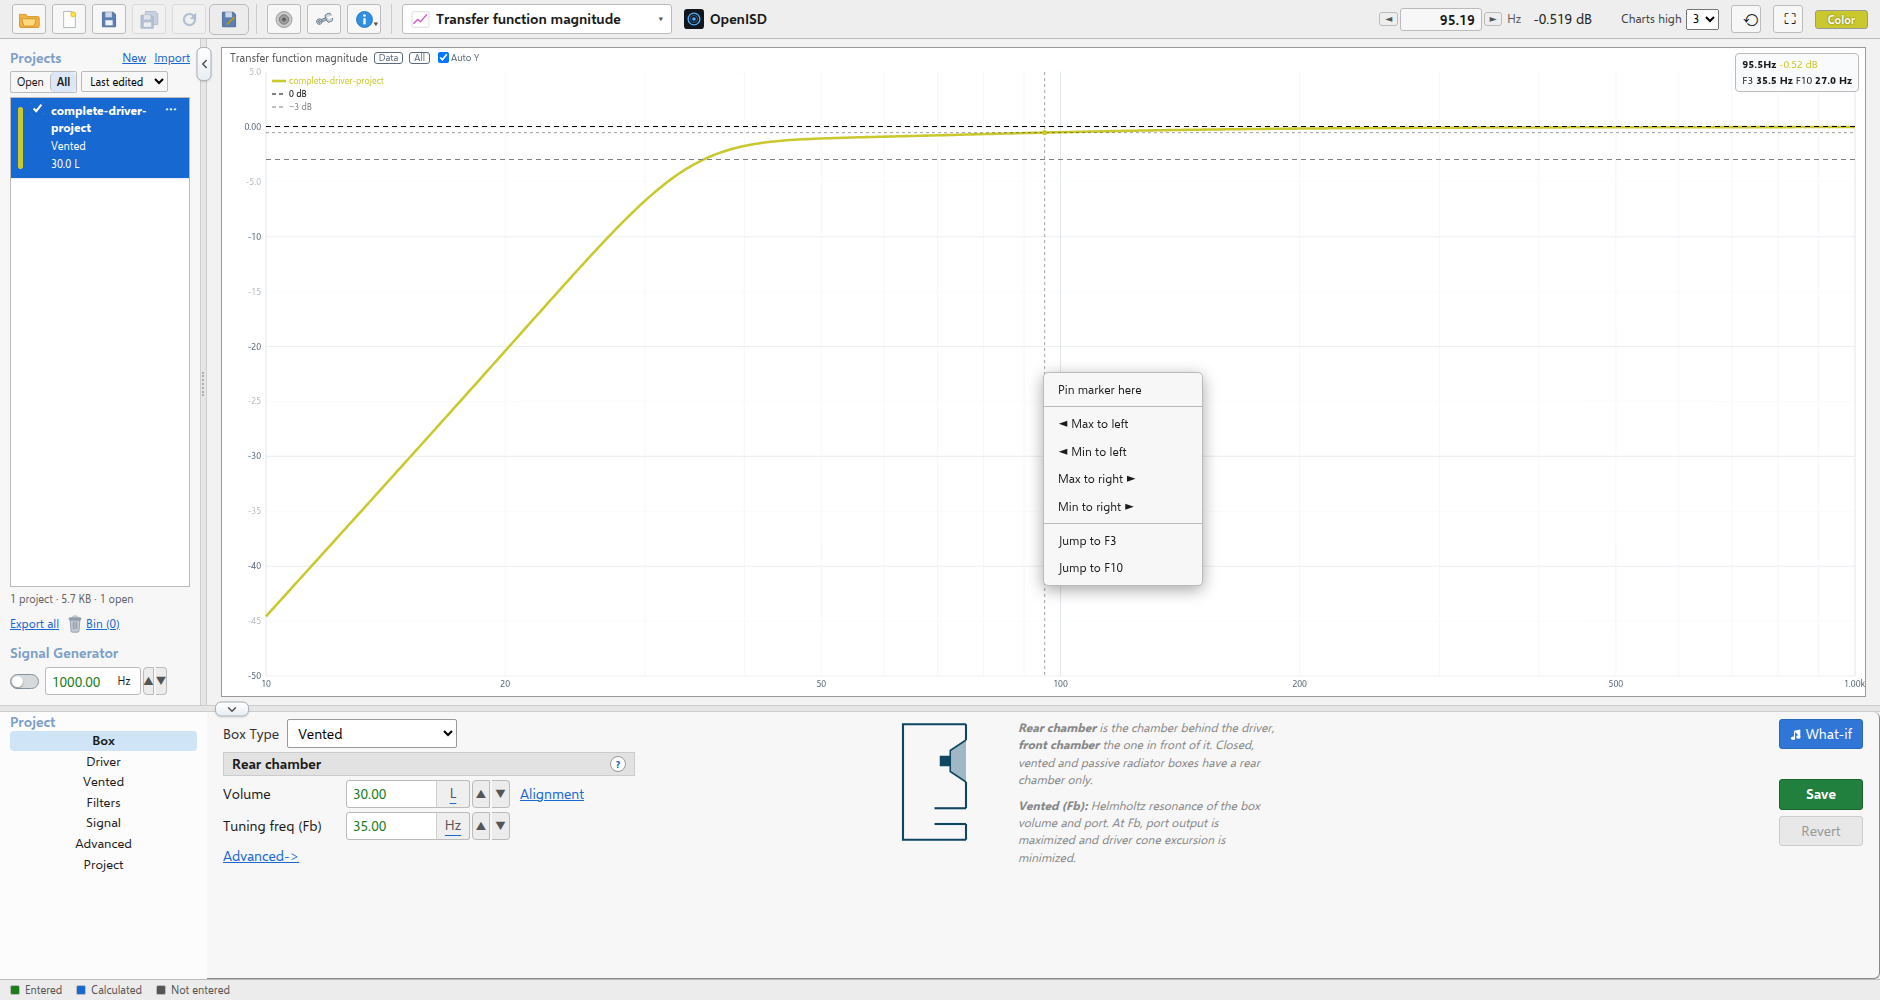 Transfer function magnitude
OpenISD
95.19 Hz -0.519 dB
Charts high 3
Color
Projects New Import
Open All Last edited
complete-driver-project
Vented
30.0 L
1 project · 5.7 KB · 1 open
Export all Bin (0)
Signal Generator
1000.00 Hz
Transfer function magnitude Data All Auto Y
complete-driver-project
0 dB
−3 dB
95.5Hz -0.52 dB
F3 35.5 Hz F10 27.0 Hz
5.0
0.00
-5.0
-10
-15
-20
-25
-30
-35
-40
-45
-50
10 20 50 100 200 500 1.00k
Pin marker here
◄ Max to left
◄ Min to left
Max to right ►
Min to right ►
Jump to F3
Jump to F10
Project
Box
Driver
Vented
Filters
Signal
Advanced
Project
Box Type Vented
Rear chamber ?
Volume 30.00 L Alignment
Tuning freq (Fb) 35.00 Hz
Advanced->
Rear chamber is the chamber behind the driver,
front chamber the one in front of it. Closed,
vented and passive radiator boxes have a rear
chamber only.
Vented (Fb): Helmholtz resonance of the box
volume and port. At Fb, port output is
maximized and driver cone excursion is
minimized.
What-if
Save
Revert
Entered Calculated Not entered